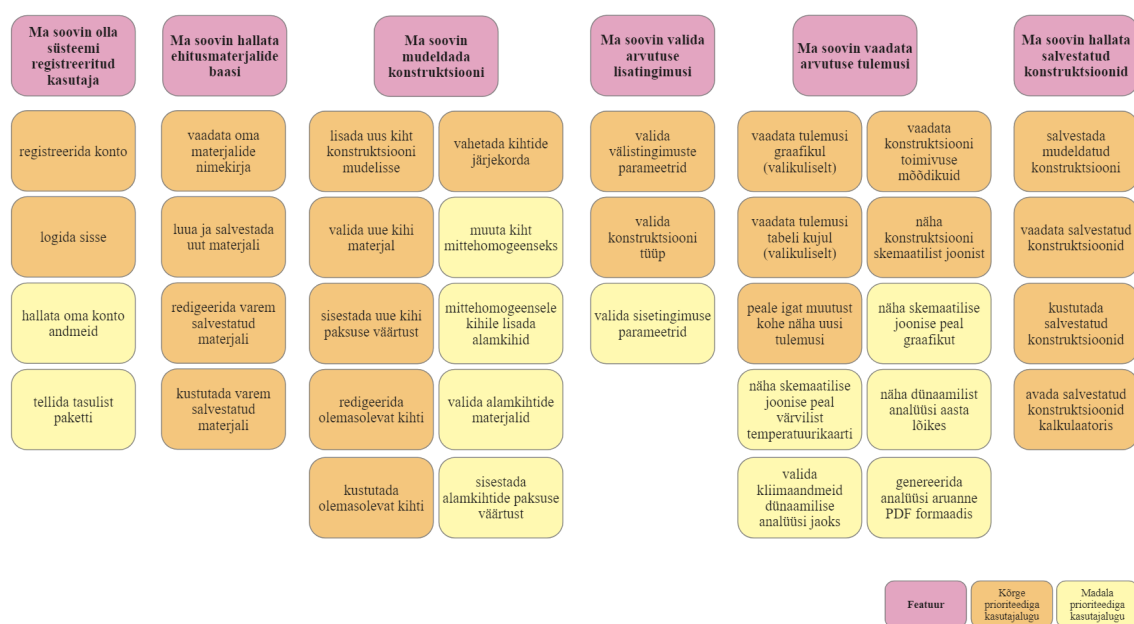 Ma soovin olla
süsteemi
registreeritud
kasutaja
registreerida konto
logida sisse
hallata oma konto
andmeid
tellida tasulist
paketti
Ma soovin hallata
ehitusmaterjalide
baasi
vaadata oma
materjalide
nimekirja
luua ja salvestada
uut materjali
redigeerida varem
salvestatud
materjali
kustutada varem
salvestatud
materjali
Ma soovin
mudeldada
konstruktsiooni
lisada uus kiht
konstruktsiooni
mudelisse
valida uue kihi
materjal
sisestada uue kihi
paksuse väärtust
redigeerida
olemasolevat kihti
kustutada
olemasolevat kihti
vahetada kihtide
järjekorda
muuta kiht
mittehomogeenseks
mittehomogeensele
kihile lisada
alamkihid
valida alamkihtide
materjalid
sisestada
alamkihtide paksuse
väärtust
Ma soovin valida
arvutuse
lisatingimusi
valida
välistingimuste
parameetrid
valida
konstruktsiooni
tüüp
valida sisetingimuse
parameetrid
Ma soovin vaadata
arvutuse tulemusi
vaadata tulemusi
graafikul
(valikuliselt)
vaadata tulemusi
tabeli kujul
(valikuliselt)
peale igat muutust
kohe näha uusi
tulemusi
näha skemaatilise
joonise peal
värvilist
temperatuurikaarti
valida
kliimaandmeid
dünaamilise
analüüsi jaoks
vaadata
konstruktsiooni
toimivuse
mõõdikuid
näha
konstruktsiooni
skemaatilist joonist
näha skemaatilise
joonise peal
graafikut
näha dünaamilist
analüüsi aasta
lõikes
genereerida
analüüsi aruanne
PDF formaadis
Ma soovin hallata
salvestatud
konstruktsioonid
salvestada
mudeldatud
konstruktsiooni
vaadata salvestatud
konstruktsioonid
kustutada
salvestatud
konstruktsioonid
avada salvestatud
konstruktsioonid
kalkulaatoris
Featuur
Kõrge
prioriteediga
kasutajalugu
Madala
prioriteediga
kasutajalugu